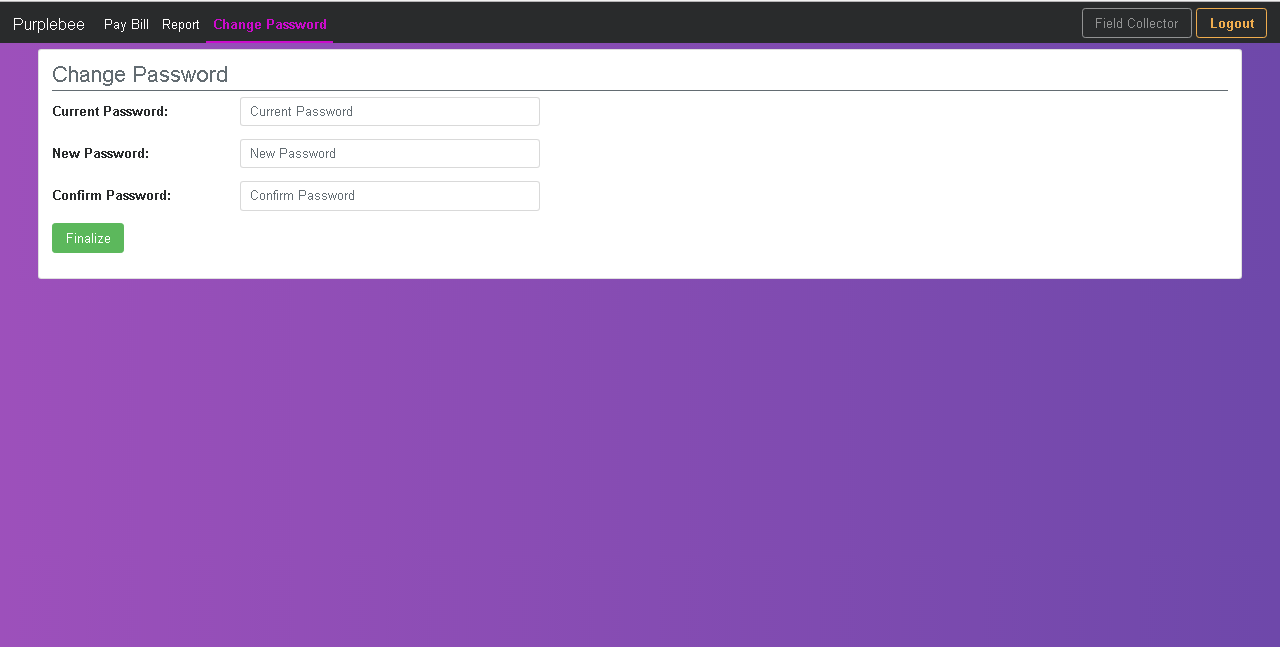 Purplebee Pay Bill Report Change Password Field Collector Logout
Change Password
Current Password: Current Password
New Password: New Password
Confirm Password: Confirm Password
Finalize